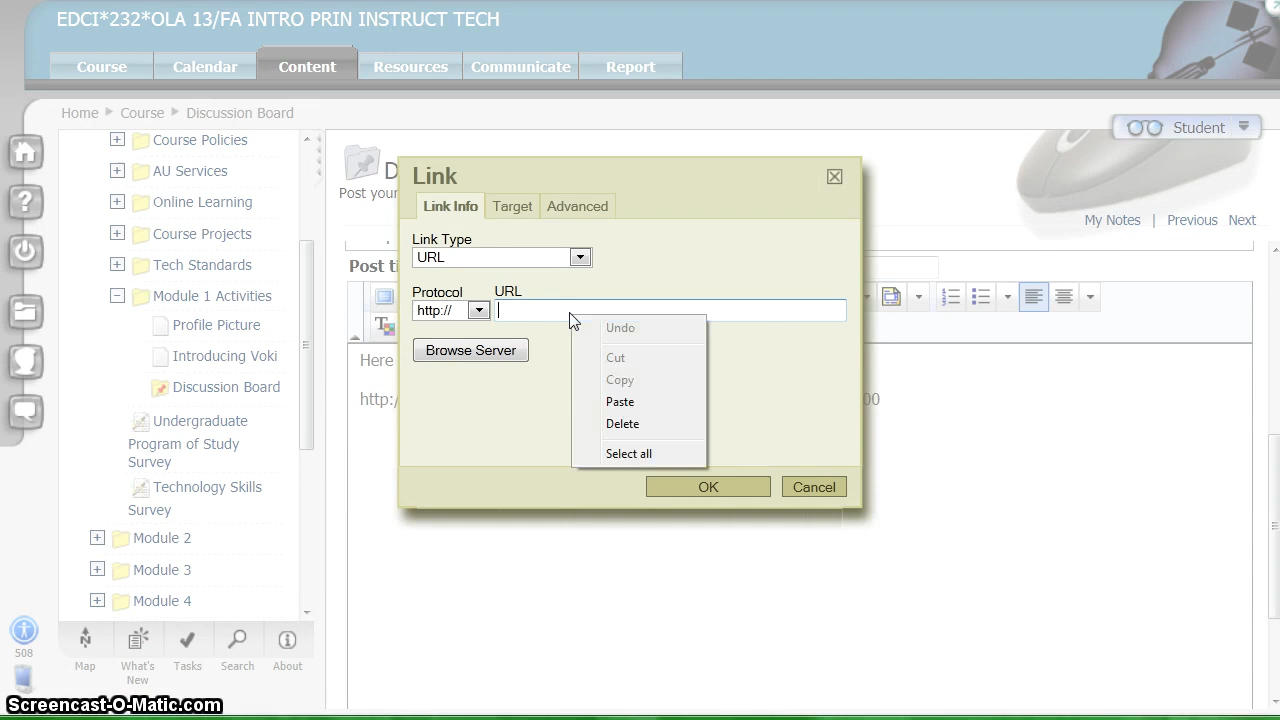 EDCI*232*OLA 13/FA INTRO PRIN INSTRUCT TECH
Course Calendar Content Resources Communicate Report
Home Course Discussion Board
Student
Course Policies
AU Services
Online Learning
Course Projects
Tech Standards
Module 1 Activities
Profile Picture
Introducing Voki
Discussion Board
Undergraduate
Program of Study
Survey
Technology Skills
Survey
Module 2
Module 3
Module 4
Map What's New Tasks Search About
508
D
Post your
My Notes | Previous Next
Post ti
Here
http:/
00
Link
Link Info Target Advanced
Link Type
URL
Protocol URL
http://
Browse Server
Undo
Cut
Copy
Paste
Delete
Select all
OK Cancel
Screencast-O-Matic.com